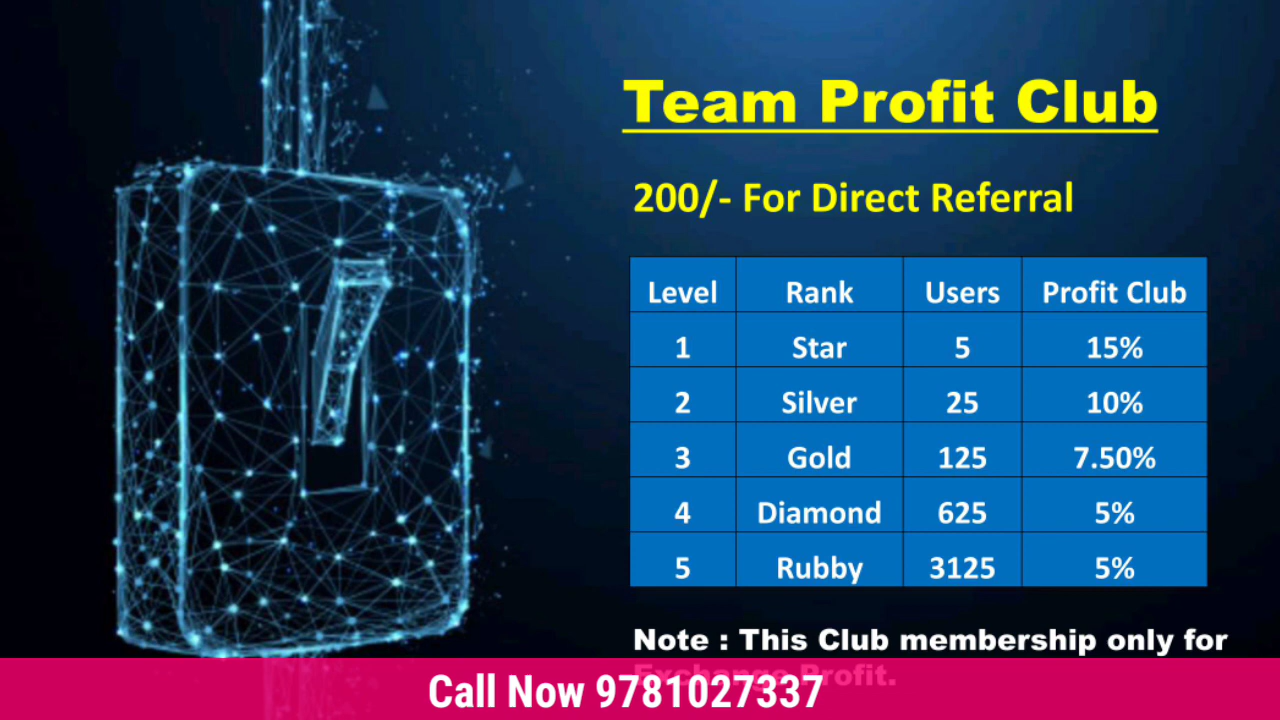 Team Profit Club
200/- For Direct Referral
Level Rank Users Profit Club
1 Star 5 15%
2 Silver 25 10%
3 Gold 125 7.50%
4 Diamond 625 5%
5 Rubby 3125 5%
Note : This Club membership only for
Exchange Profit.
Call Now 9781027337